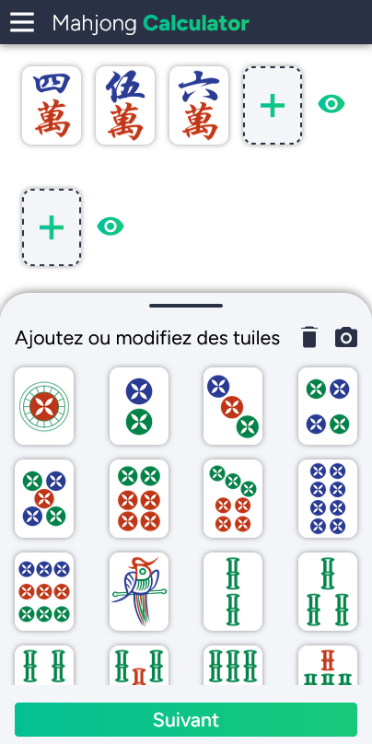 Mahjong Calculator
四 伍 六
萬 萬 萬
Ajoutez ou modifiez des tuiles
Suivant